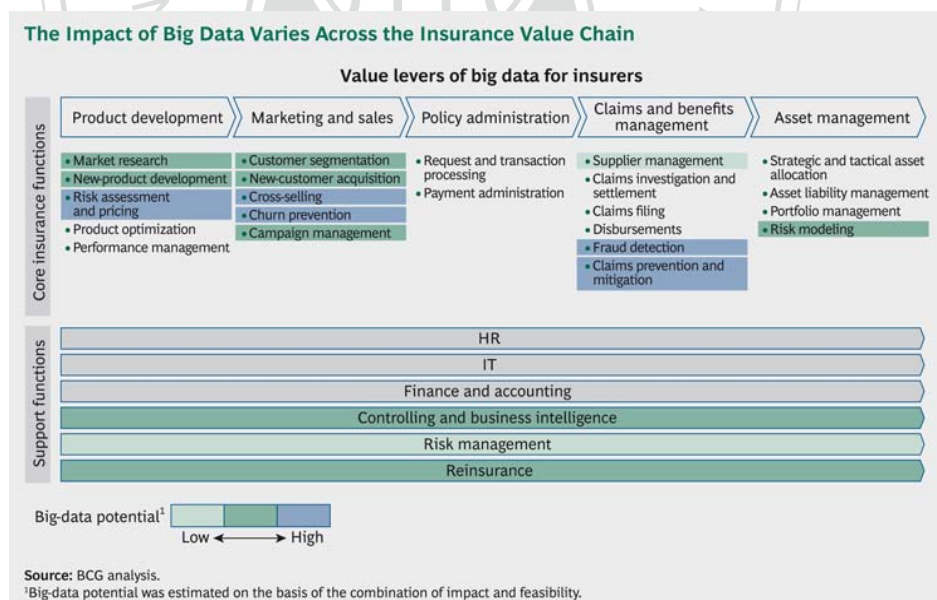 The Impact of Big Data Varies Across the Insurance Value Chain
Value levers of big data for insurers
Core insurance functions
Product development
Marketing and sales
Policy administration
Claims and benefits
management
Asset management
• Market research
• New-product development
• Risk assessment
and pricing
• Product optimization
• Performance management
• Customer segmentation
• New-customer acquisition
• Cross-selling
• Churn prevention
• Campaign management
• Request and transaction
processing
• Payment administration
• Supplier management
• Claims investigation and
settlement
• Claims filing
• Disbursements
• Fraud detection
• Claims prevention and
mitigation
• Strategic and tactical asset
allocation
• Asset liability management
• Portfolio management
• Risk modeling
Support functions
HR
IT
Finance and accounting
Controlling and business intelligence
Risk management
Reinsurance
Big-data potential¹
Low High
Source: BCG analysis.
¹Big-data potential was estimated on the basis of the combination of impact and feasibility.